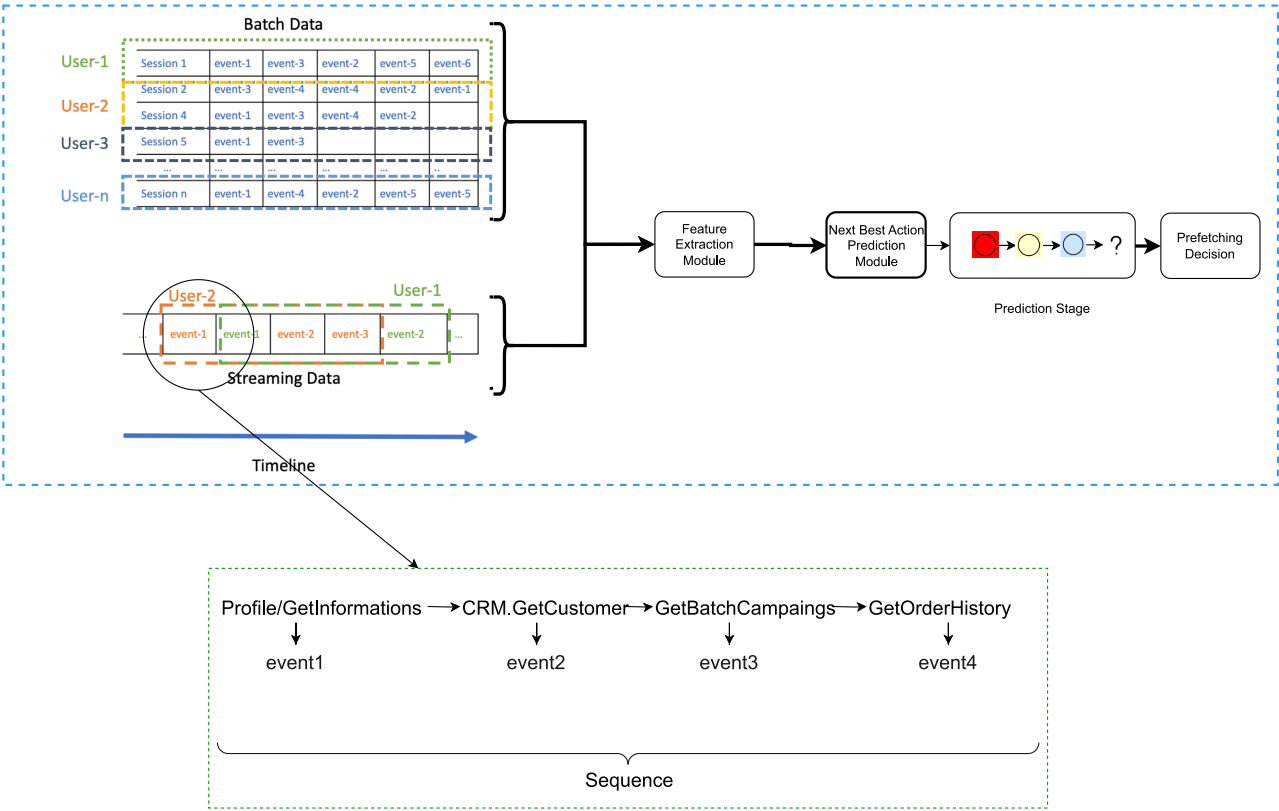 Batch Data
User-1
Session 1 event-1 event-3 event-2 event-5 event-6
User-2
Session 2 event-3 event-4 event-4 event-2 event-1
Session 4 event-1 event-3 event-4 event-2
User-3
Session 5 event-1 event-3
... ... ... ... ... ..
User-n
Session n event-1 event-4 event-2 event-5 event-5
Feature
Extraction
Module
Next Best Action
Prediction
Module
?
Prefetching
Decision
Prediction Stage
User-2
User-1
... event-1 event-1 event-2 event-3 event-2 ...
Streaming Data
Timeline
Profile/GetInformations CRM.GetCustomer GetBatchCampaings GetOrderHistory
event1 event2 event3 event4
Sequence